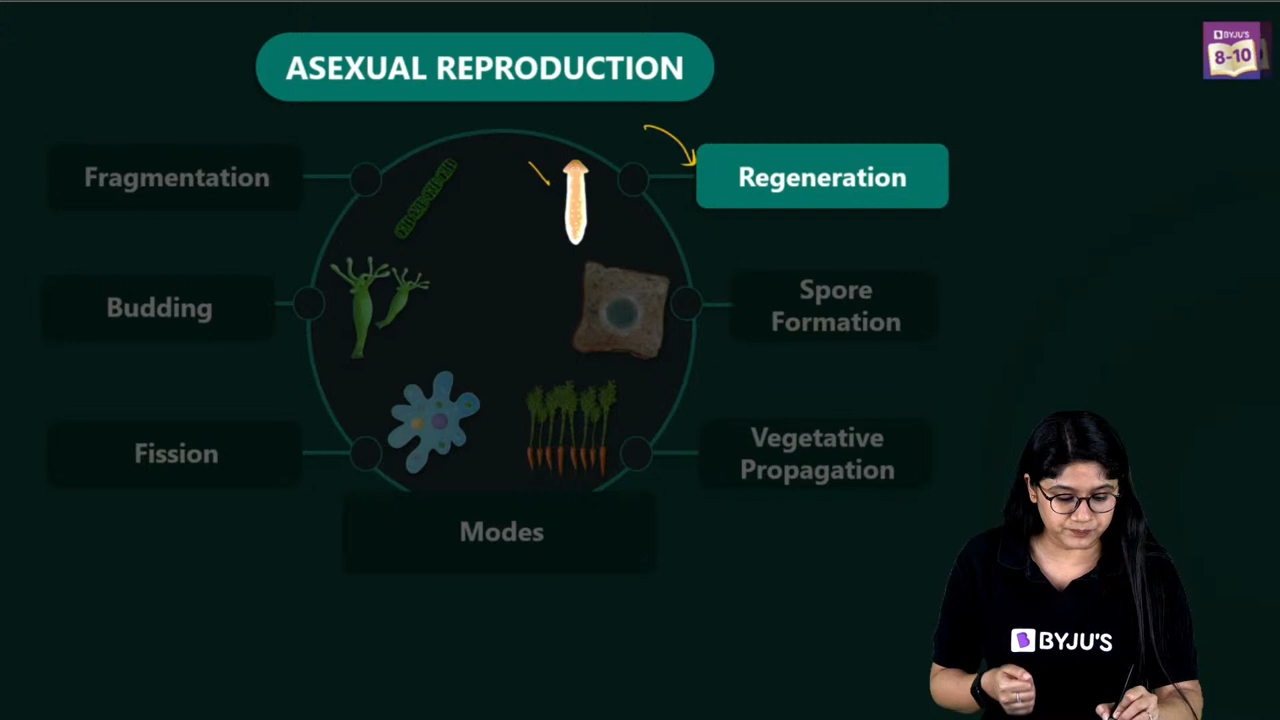 ASEXUAL REPRODUCTION
BYJU'S
8-10
Fragmentation
Regeneration
Budding
Spore
Formation
Fission
Vegetative
Propagation
Modes
BYJU'S